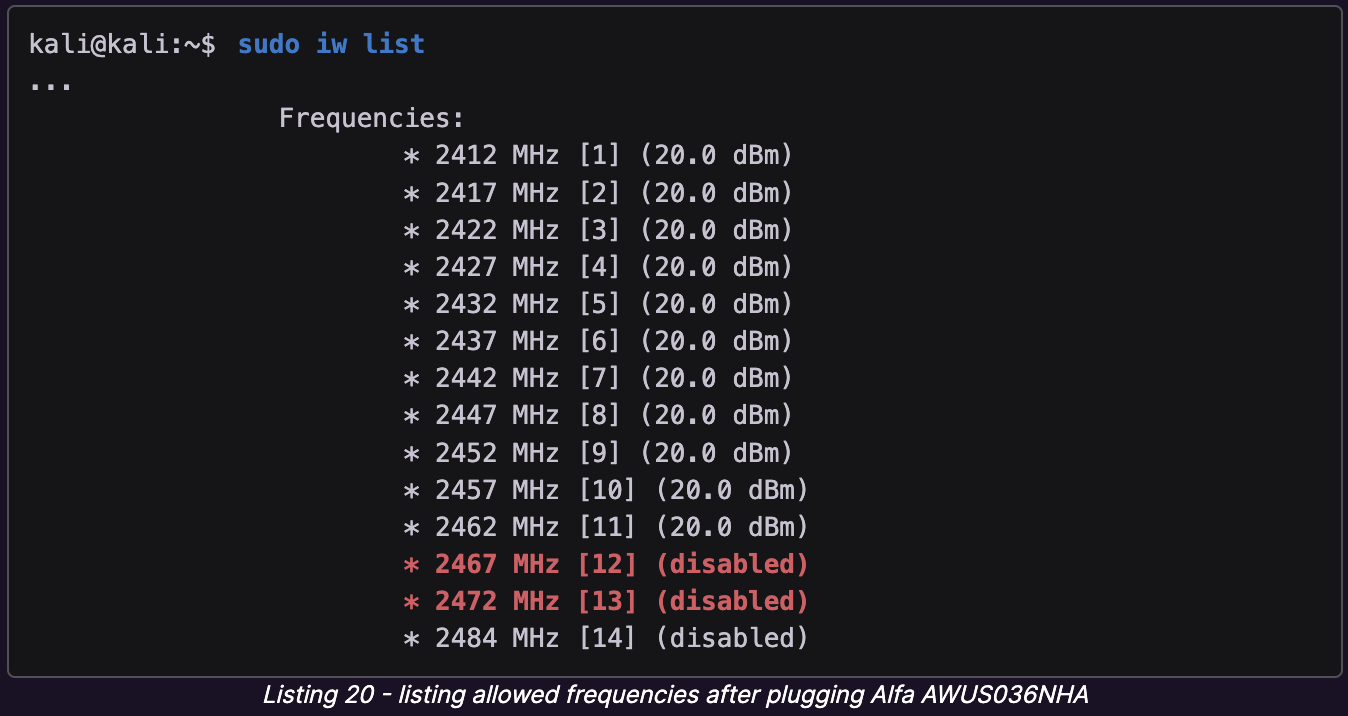 kali@kali:~$ sudo iw list
...
Frequencies:
* 2412 MHz [1] (20.0 dBm)
* 2417 MHz [2] (20.0 dBm)
* 2422 MHz [3] (20.0 dBm)
* 2427 MHz [4] (20.0 dBm)
* 2432 MHz [5] (20.0 dBm)
* 2437 MHz [6] (20.0 dBm)
* 2442 MHz [7] (20.0 dBm)
* 2447 MHz [8] (20.0 dBm)
* 2452 MHz [9] (20.0 dBm)
* 2457 MHz [10] (20.0 dBm)
* 2462 MHz [11] (20.0 dBm)
* 2467 MHz [12] (disabled)
* 2472 MHz [13] (disabled)
* 2484 MHz [14] (disabled)
Listing 20 - listing allowed frequencies after plugging Alfa AWUS036NHA